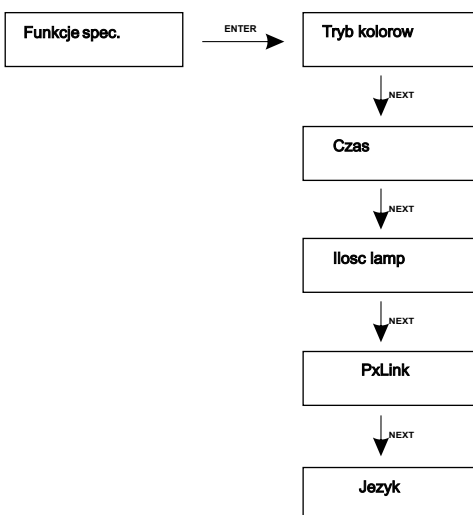 Funkcje spec.
ENTER
Tryb kolorow
NEXT
Czas
NEXT
Ilosc lamp
NEXT
PxLink
NEXT
Jezyk